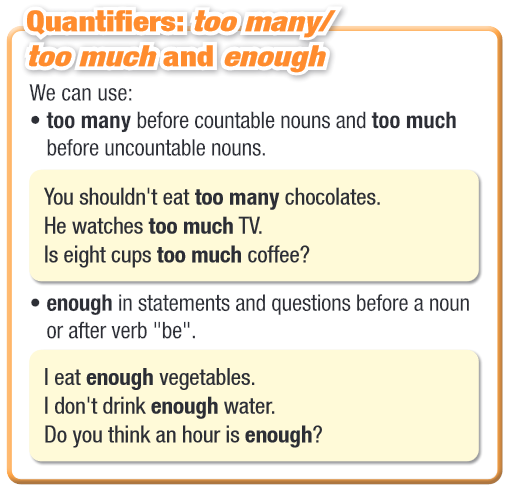 Quantifiers: too many/
too much and enough
We can use:
• too many before countable nouns and too much
before uncountable nouns.
You shouldn't eat too many chocolates.
He watches too much TV.
Is eight cups too much coffee?
• enough in statements and questions before a noun
or after verb "be".
I eat enough vegetables.
I don't drink enough water.
Do you think an hour is enough?